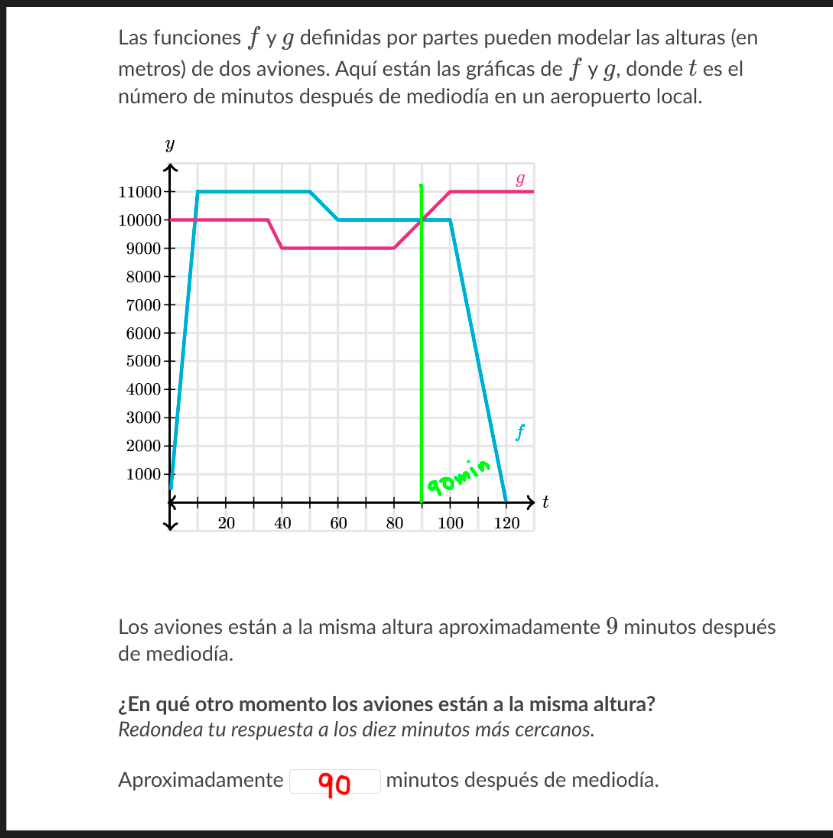 Las funciones f y g definidas por partes pueden modelar las alturas (en
metros) de dos aviones. Aquí están las gráficas de f y g, donde t es el
número de minutos después de mediodía en un aeropuerto local.
y
g
11000
10000
9000
8000
7000
6000
5000
4000
3000
f
2000
1000
90min
t
20 40 60 80 100 120
Los aviones están a la misma altura aproximadamente 9 minutos después
de mediodía.
¿En qué otro momento los aviones están a la misma altura?
Redondea tu respuesta a los diez minutos más cercanos.
Aproximadamente 90 minutos después de mediodía.